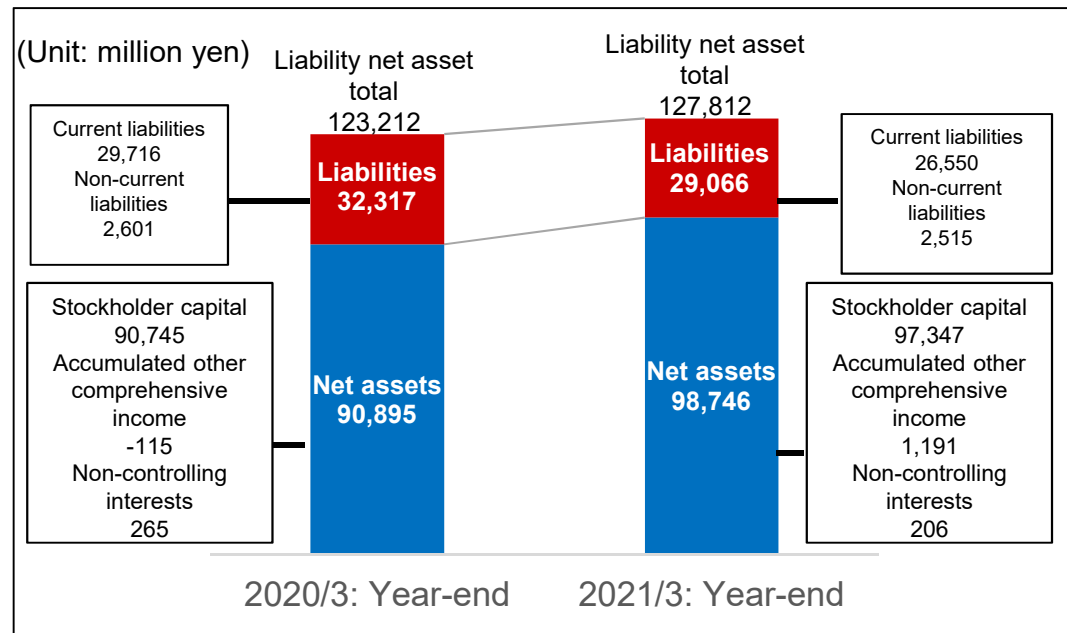 (Unit: million yen)
Liability net asset
total
123,212
Liability net asset
total
127,812
Current liabilities
29,716
Non-current
liabilities
2,601
Liabilities
32,317
Liabilities
29,066
Current liabilities
26,550
Non-current
liabilities
2,515
Stockholder capital
90,745
Accumulated other
comprehensive
income
-115
Non-controlling
interests
265
Net assets
90,895
Net assets
98,746
Stockholder capital
97,347
Accumulated other
comprehensive
income
1,191
Non-controlling
interests
206
2020/3: Year-end
2021/3: Year-end